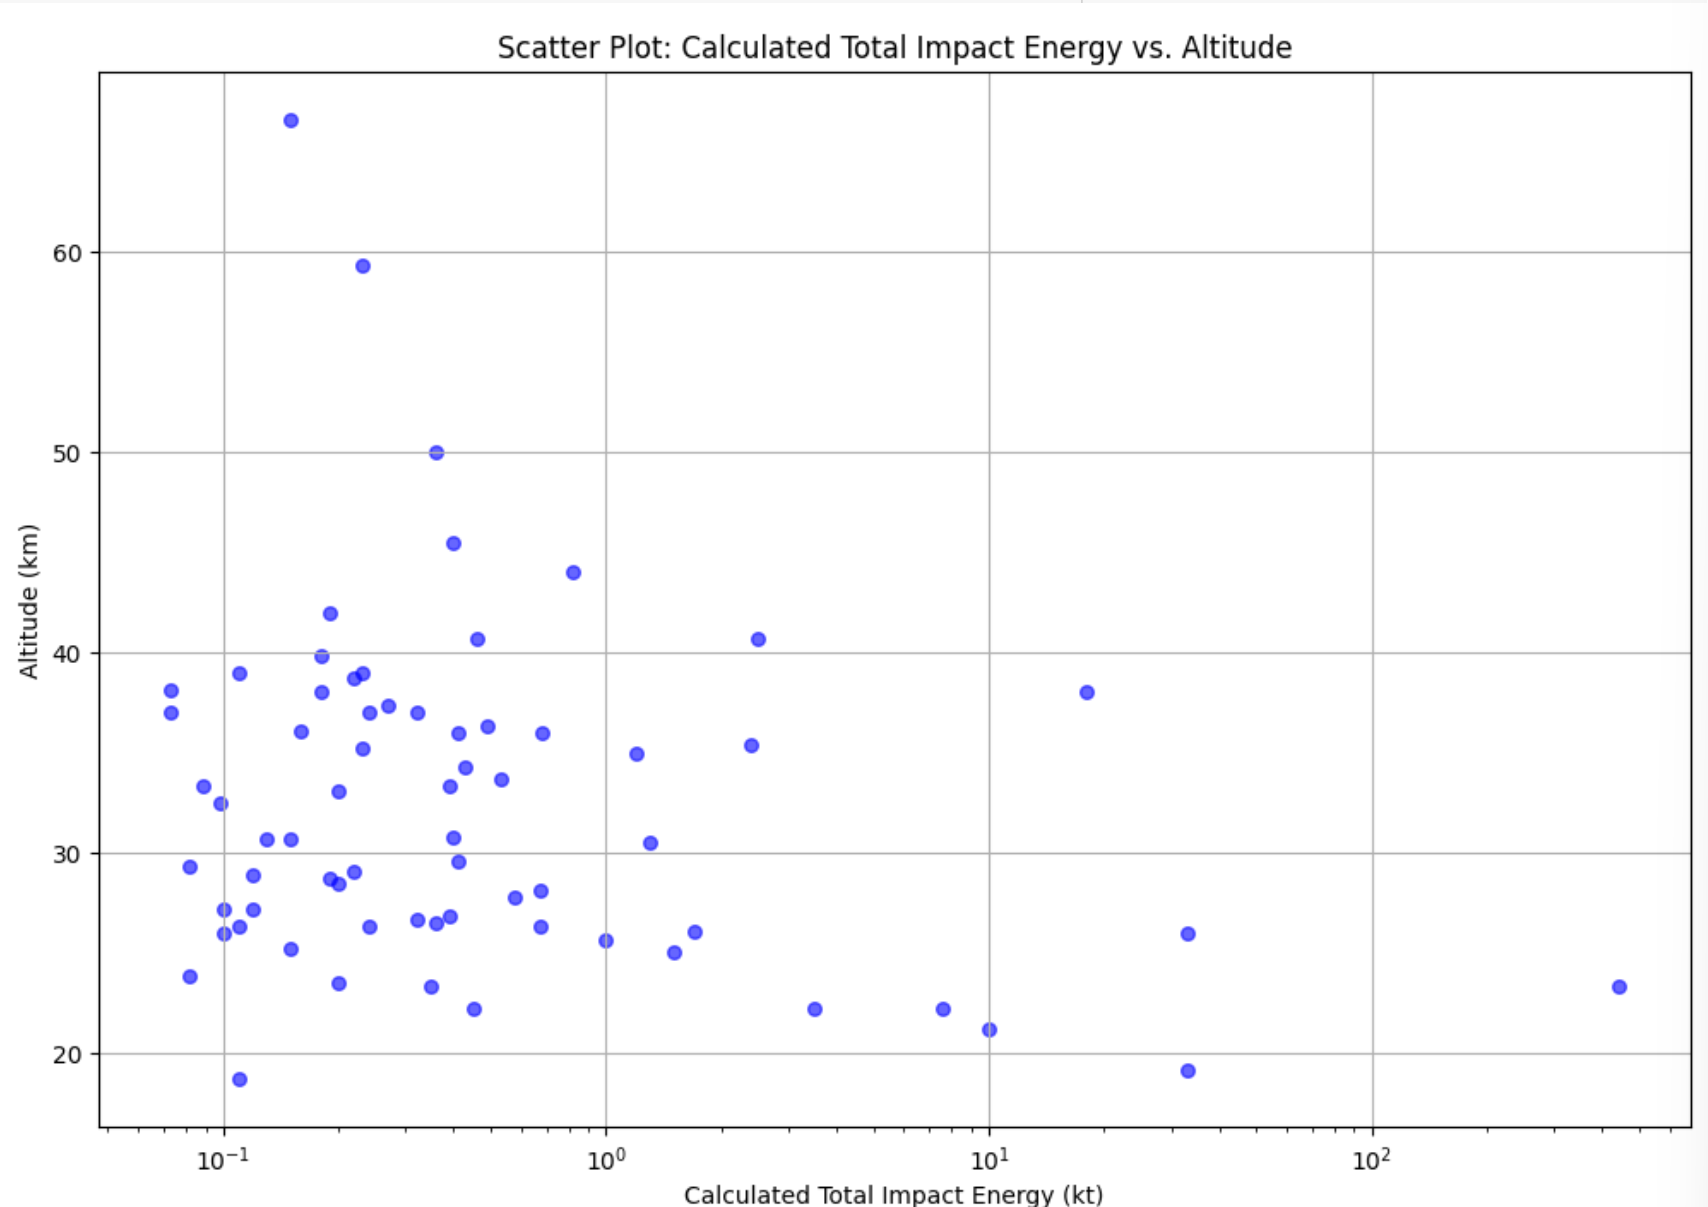 Scatter Plot: Calculated Total Impact Energy vs. Altitude
Altitude (km)
60
50
40
30
20
10⁻¹ 10⁰ 10¹ 10²
Calculated Total Impact Energy (kt)